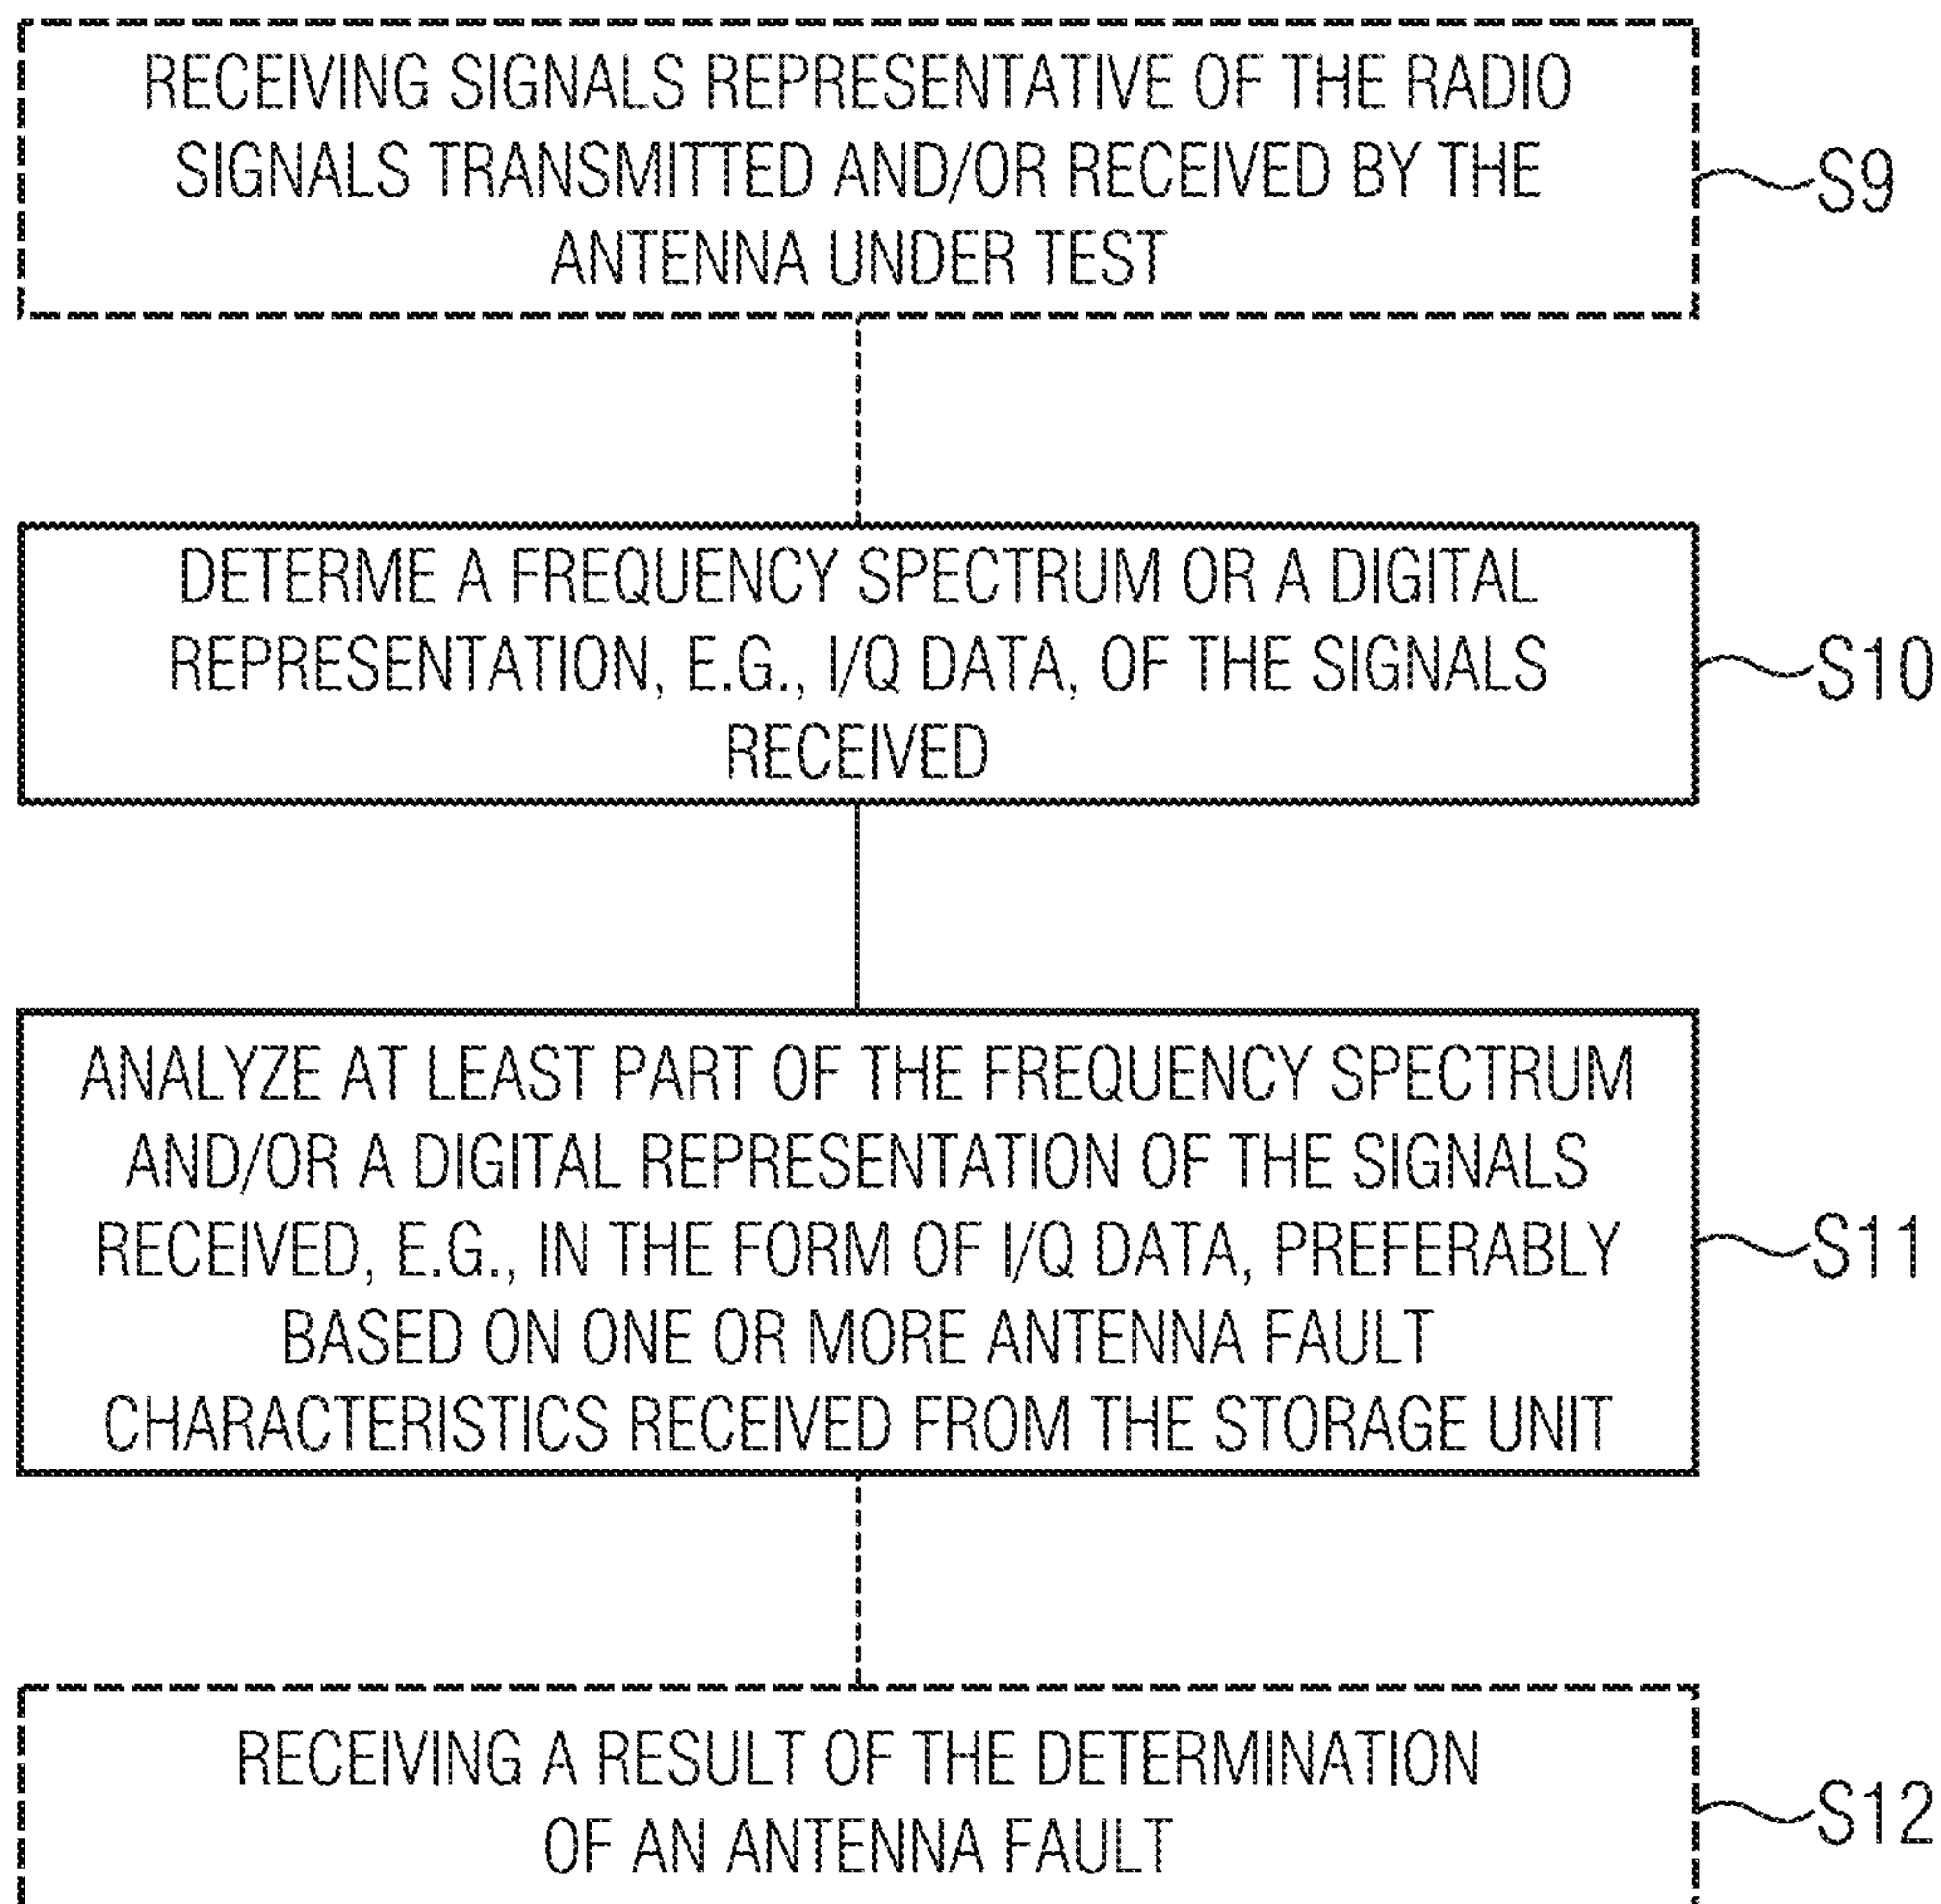 RECEIVING SIGNALS REPRESENTATIVE OF THE RADIO
SIGNALS TRANSMITTED AND/OR RECEIVED BY THE
ANTENNA UNDER TEST
S9
DETERME A FREQUENCY SPECTRUM OR A DIGITAL
REPRESENTATION, E.G., I/Q DATA, OF THE SIGNALS
RECEIVED
S10
ANALYZE AT LEAST PART OF THE FREQUENCY SPECTRUM
AND/OR A DIGITAL REPRESENTATION OF THE SIGNALS
RECEIVED, E.G., IN THE FORM OF I/Q DATA, PREFERABLY
BASED ON ONE OR MORE ANTENNA FAULT
CHARACTERISTICS RECEIVED FROM THE STORAGE UNIT
S11
RECEIVING A RESULT OF THE DETERMINATION
OF AN ANTENNA FAULT
S12